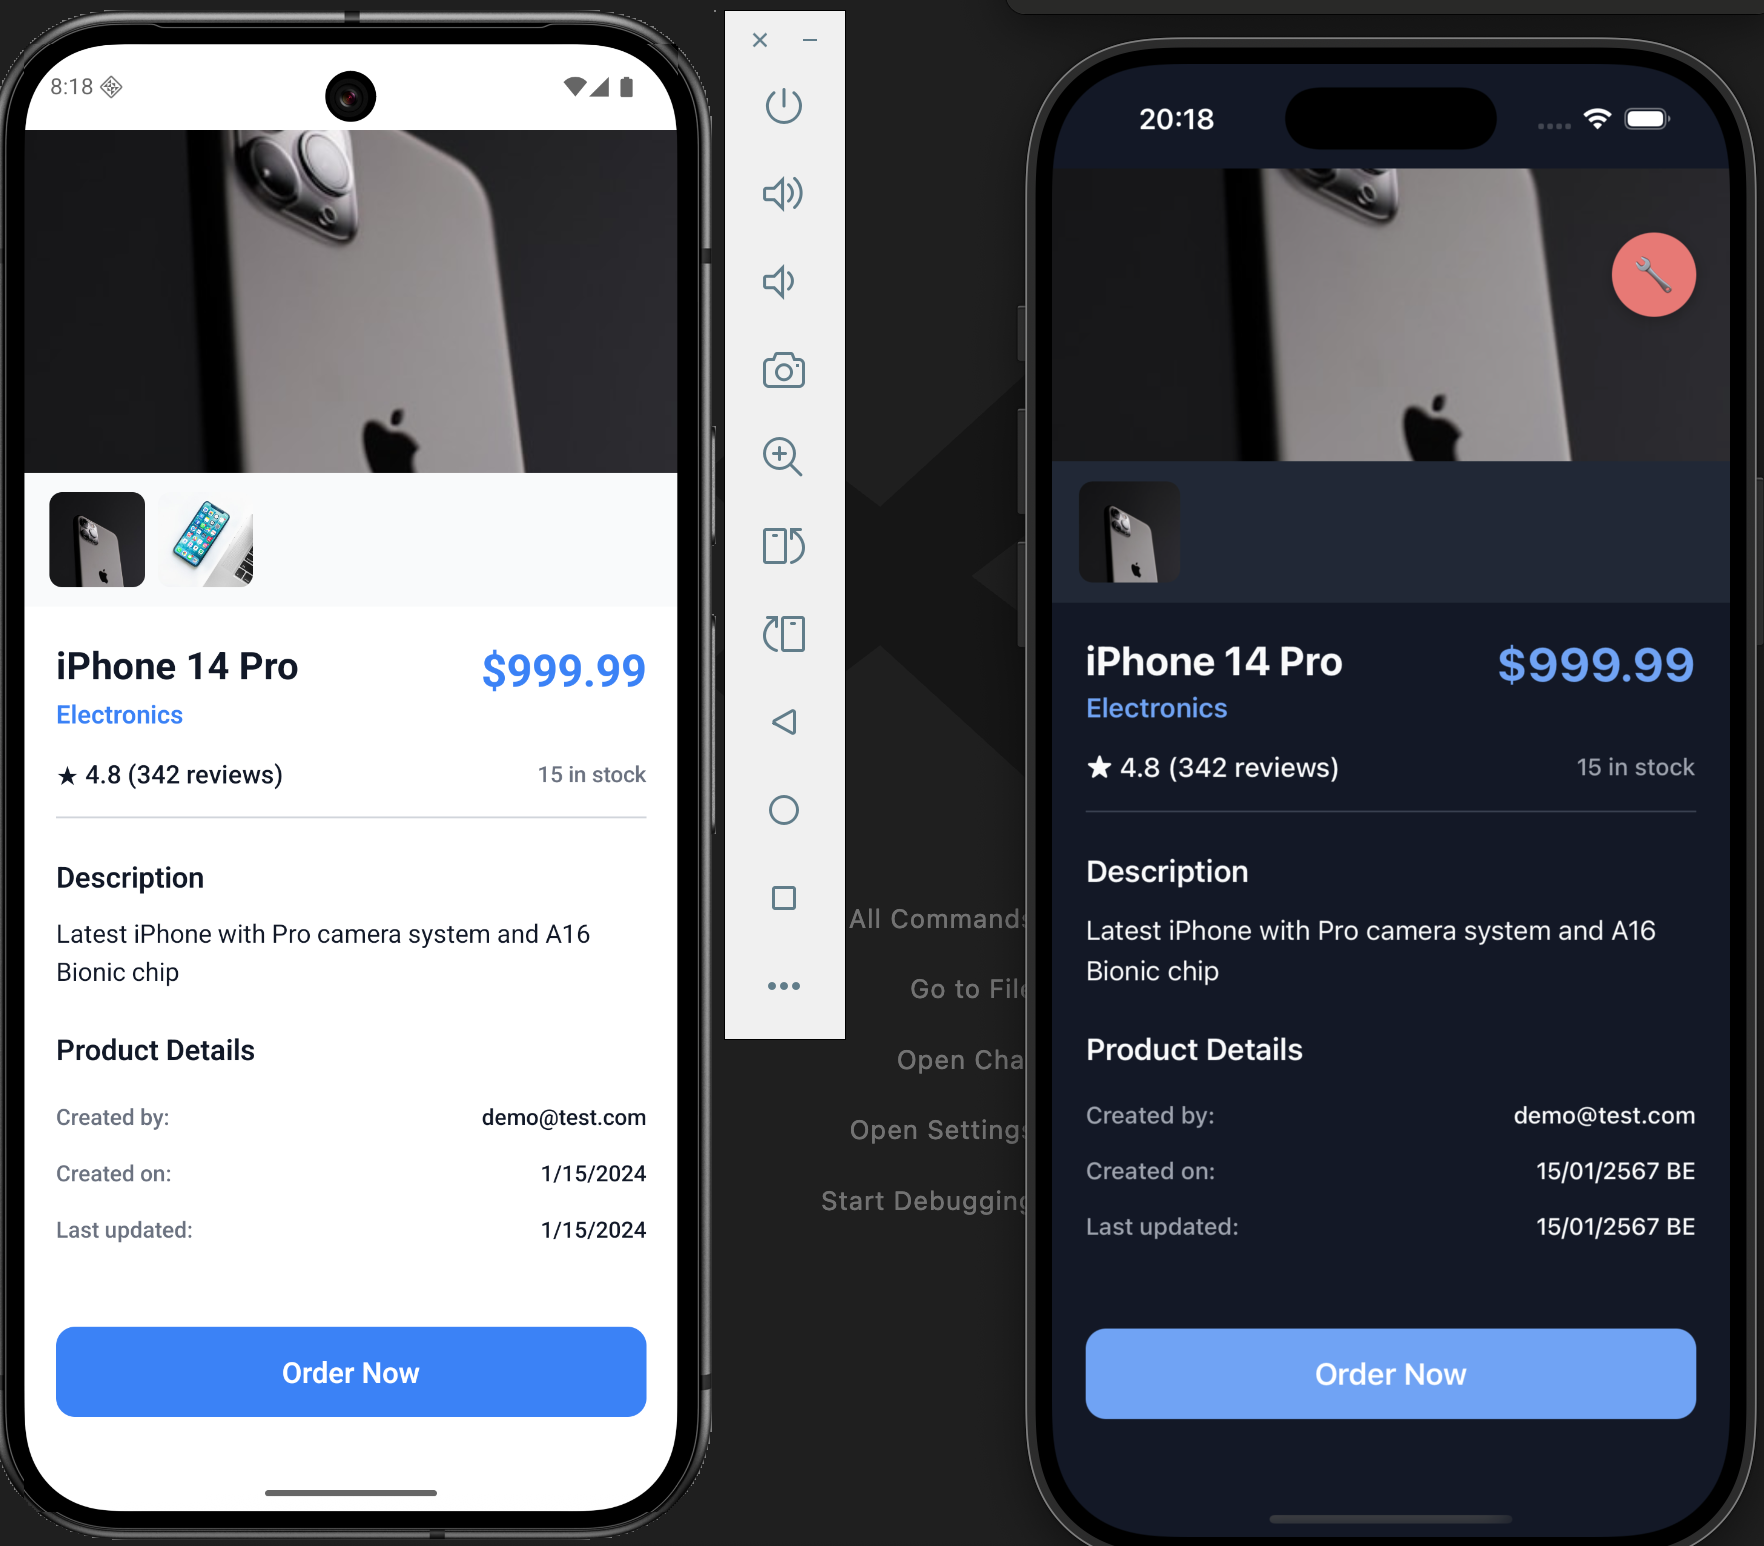 8:18
iPhone 14 Pro
$999.99
Electronics
★ 4.8 (342 reviews)
15 in stock
Description
Latest iPhone with Pro camera system and A16
Bionic chip
Product Details
Created by:
demo@test.com
Created on:
1/15/2024
Last updated:
1/15/2024
Order Now
All Commands
Go to File
Open Cha
Open Settings
Start Debugging
20:18
iPhone 14 Pro
$999.99
Electronics
★ 4.8 (342 reviews)
15 in stock
Description
Latest iPhone with Pro camera system and A16
Bionic chip
Product Details
Created by:
demo@test.com
Created on:
15/01/2567 BE
Last updated:
15/01/2567 BE
Order Now